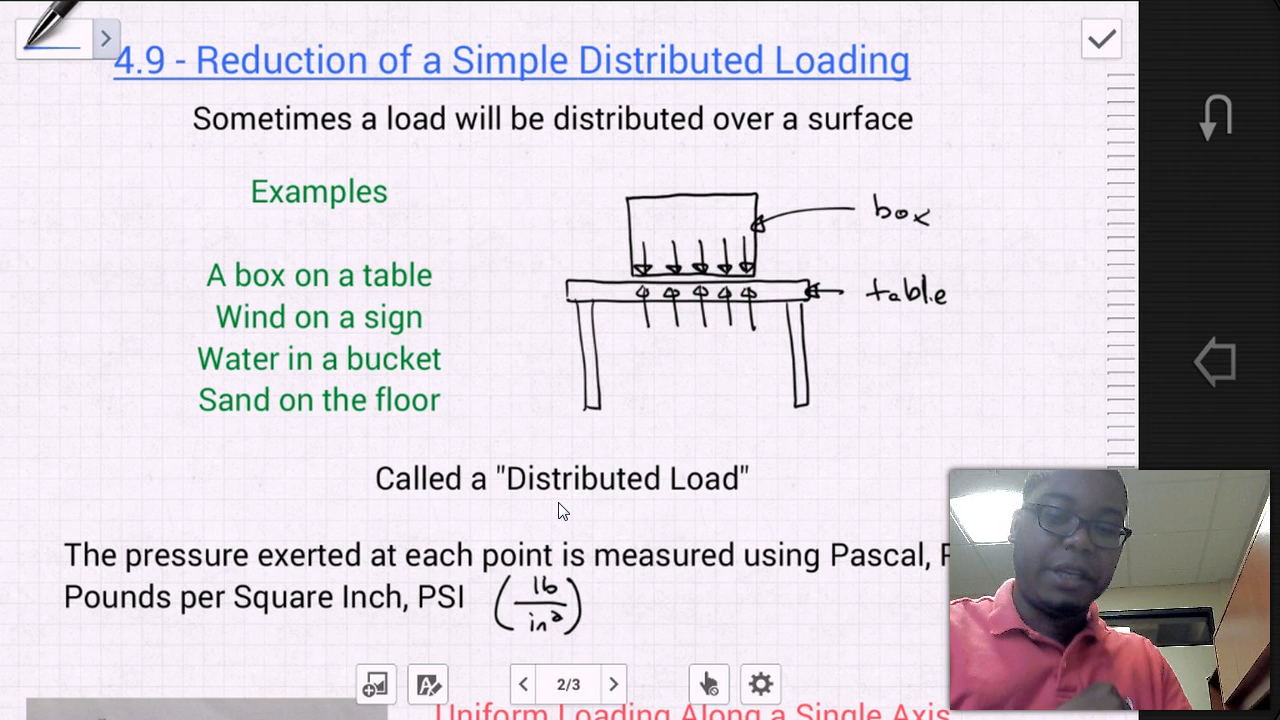 4.9 - Reduction of a Simple Distributed Loading
Sometimes a load will be distributed over a surface
Examples
box
A box on a table
table
Wind on a sign
Water in a bucket
Sand on the floor
Called a "Distributed Load"
The pressure exerted at each point is measured using Pascal,
Pounds per Square Inch, PSI (lb/in²)
2/3
Uniform Loading Along a Single Axis